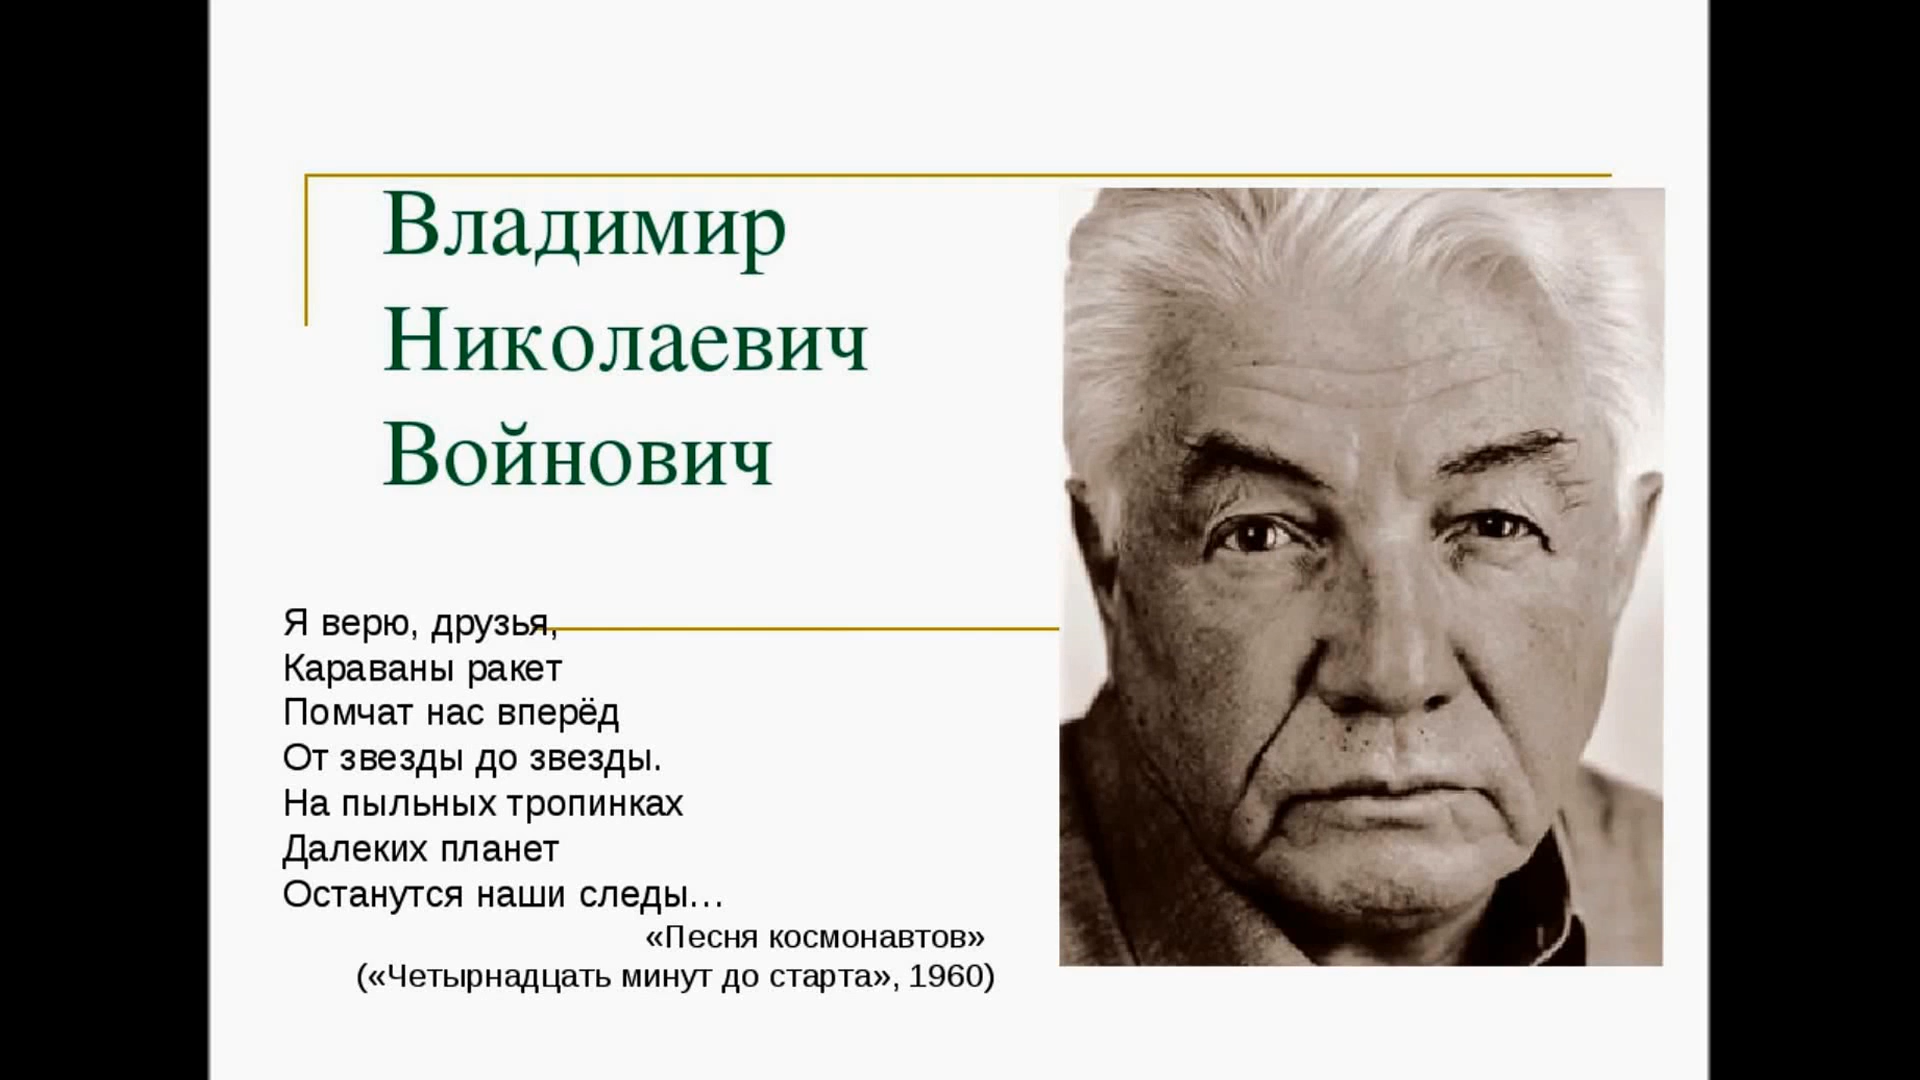 Владимир
Николаевич
Войнович
Я верю, друзья,
Караваны ракет
Помчат нас вперёд
От звезды до звезды.
На пыльных тропинках
Далеких планет
Останутся наши следы…
«Песня космонавтов»
(«Четырнадцать минут до старта», 1960)